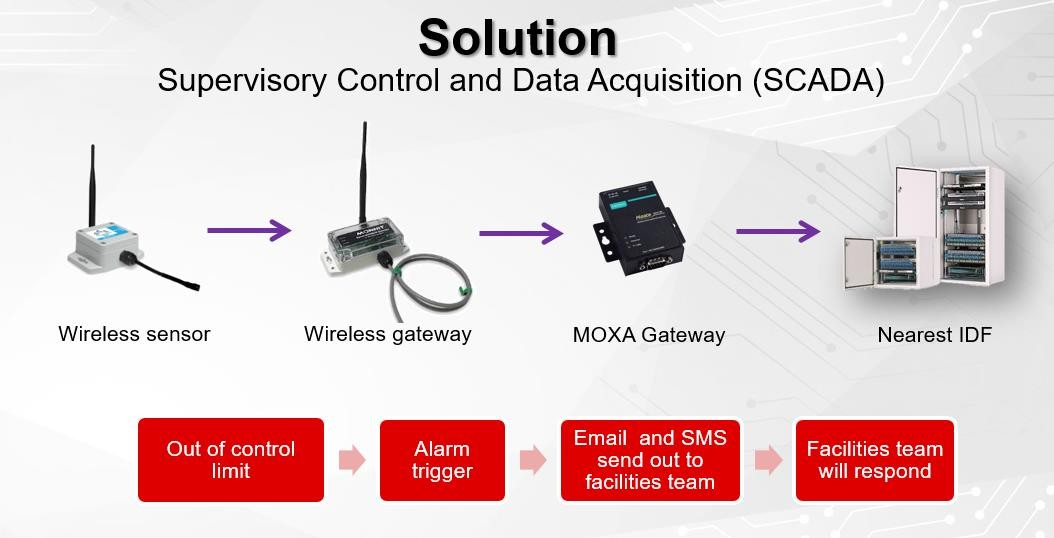 Solution
Supervisory Control and Data Acquisition (SCADA)
MONNIT
Wireless sensor
Wireless gateway
MOXA Gateway
Nearest IDF
Out of control
limit
Alarm
trigger
Email and SMS
send out to
facilities team
Facilities team
will respond